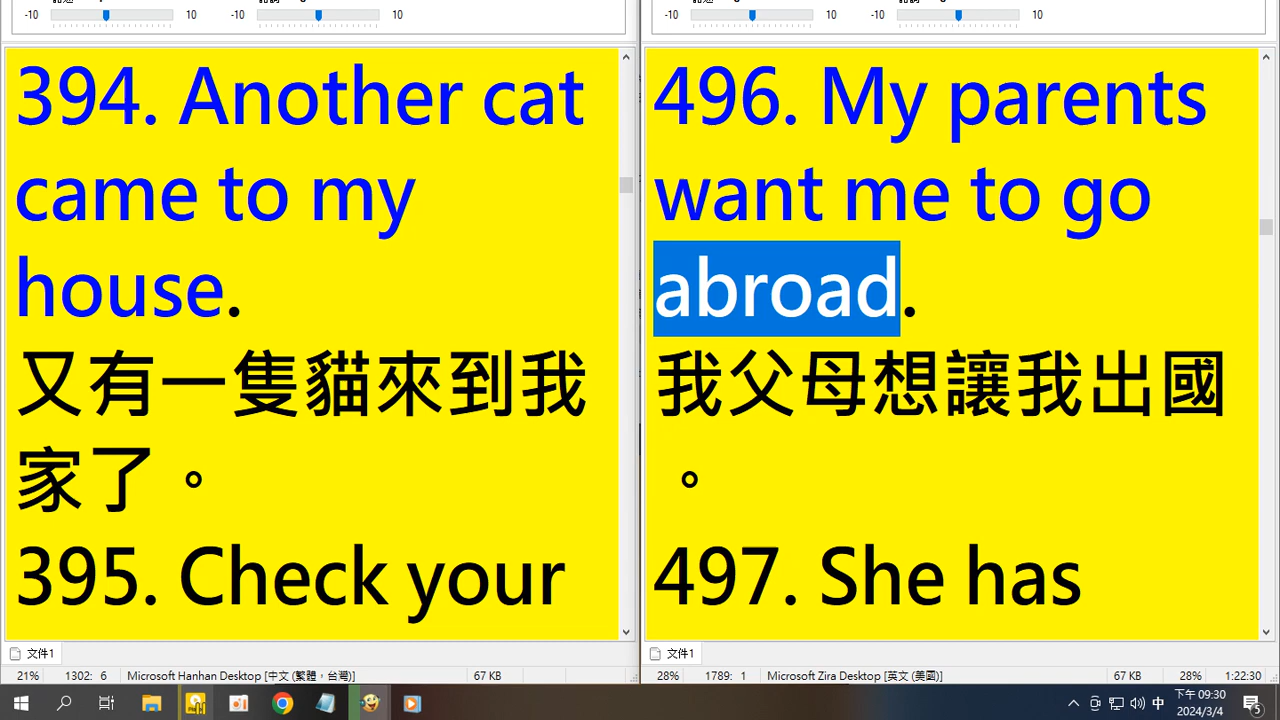 -10 10 -10 10
394. Another cat
came to my
house.
又有一隻貓來到我
家了。
395. Check your
文件1
21% 1302: 6 Microsoft Hanhan Desktop [中文 (繁體，台灣)] 67 KB
-10 10 -10 10
496. My parents
want me to go
abroad.
我父母想讓我出國
。
497. She has
文件1
28% 1789: 1 Microsoft Zira Desktop [英文 (美國)] 67 KB 28% 1:22:30
中 下午 09:30
2024/3/4
5